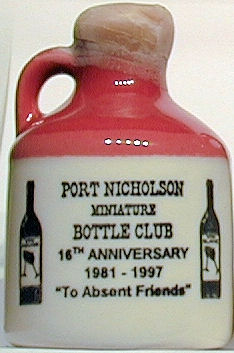 PORT NICHOLSON
MINIATURE
BOTTLE CLUB
16TH ANNIVERSARY
1981 - 1997
"To Absent Friends"